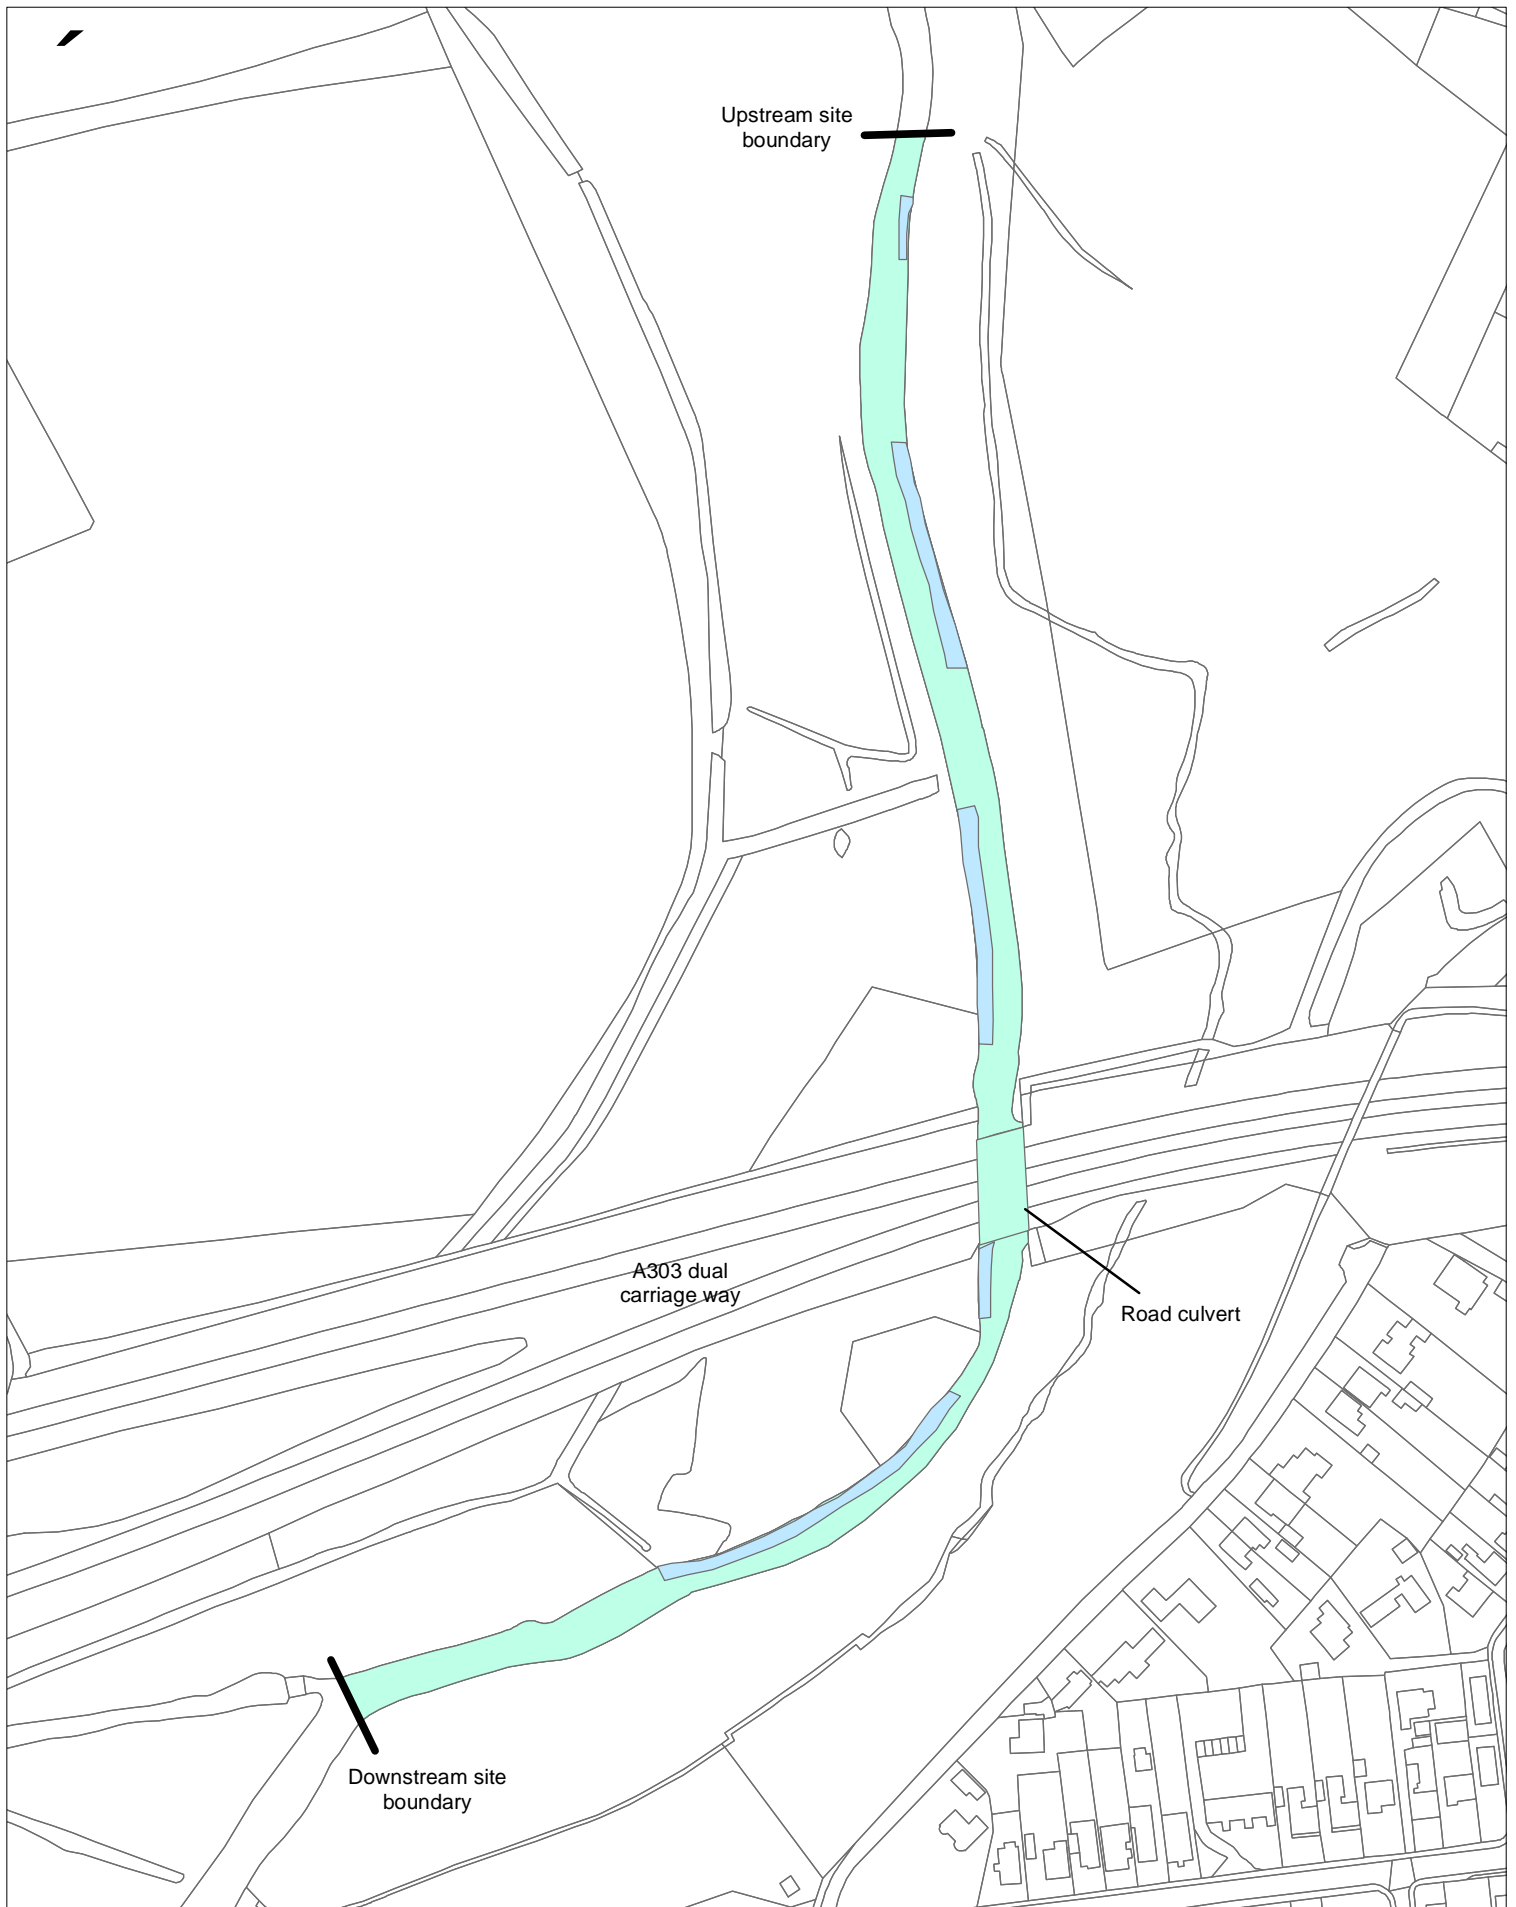 Upstream site
boundary
A303 dual
carriage way
Road culvert
Downstream site
boundary